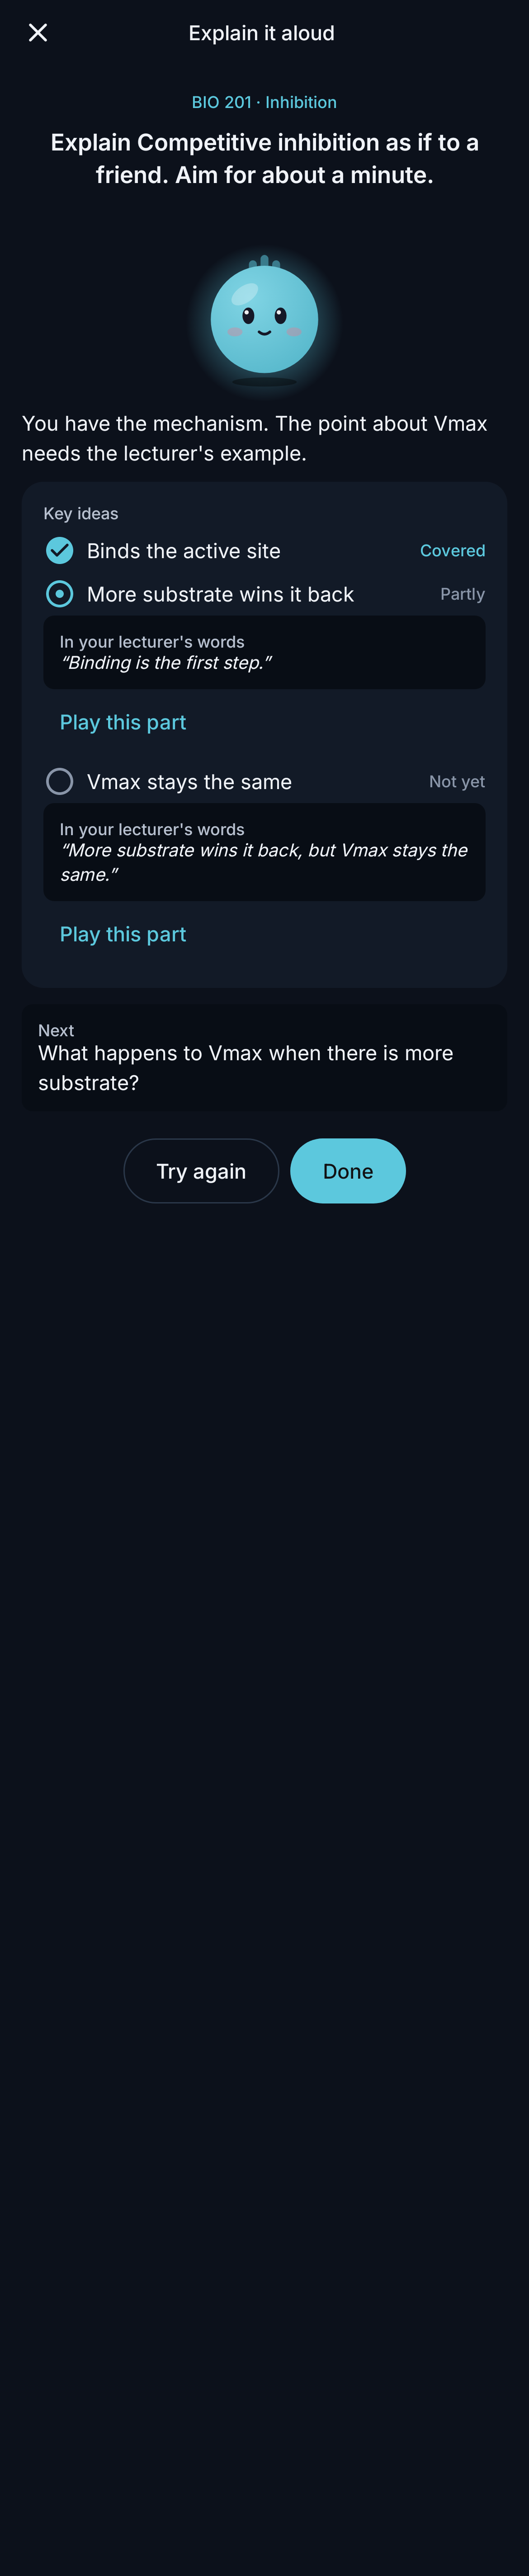 Explain it aloud
BIO 201 · Inhibition
Explain Competitive inhibition as if to a
friend. Aim for about a minute.
You have the mechanism. The point about Vmax
needs the lecturer's example.
Key ideas
Binds the active site
Covered
More substrate wins it back
Partly
In your lecturer's words
“Binding is the first step.”
Play this part
Vmax stays the same
Not yet
In your lecturer's words
“More substrate wins it back, but Vmax stays the
same.”
Play this part
Next
What happens to Vmax when there is more
substrate?
Try again
Done